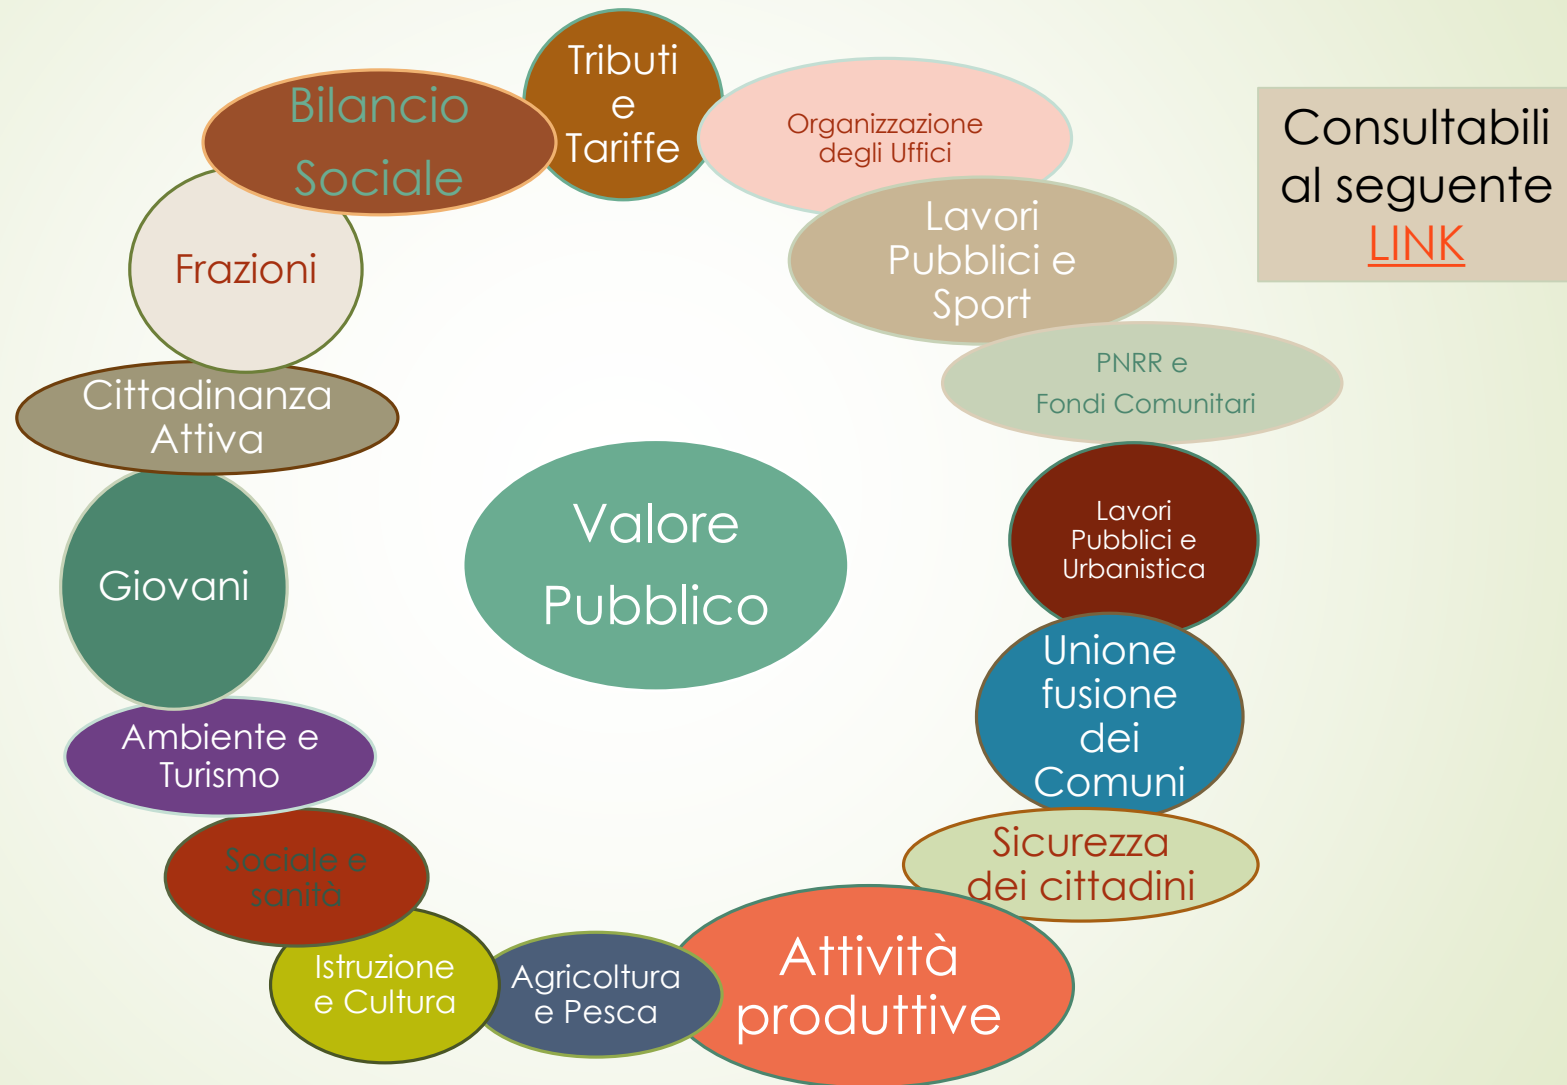 Tributi
e
Tariffe
Organizzazione
degli Uffici
Lavori
Pubblici e
Sport
PNRR e
Fondi Comunitari
Lavori
Pubblici e
Urbanistica
Unione
fusione
dei
Comuni
Sicurezza
dei cittadini
Attività
produttive
Agricoltura
e Pesca
Istruzione
e Cultura
Sociale e
sanità
Ambiente e
Turismo
Giovani
Cittadinanza
Attiva
Frazioni
Bilancio
Sociale
Valore
Pubblico
Consultabili
al seguente
LINK